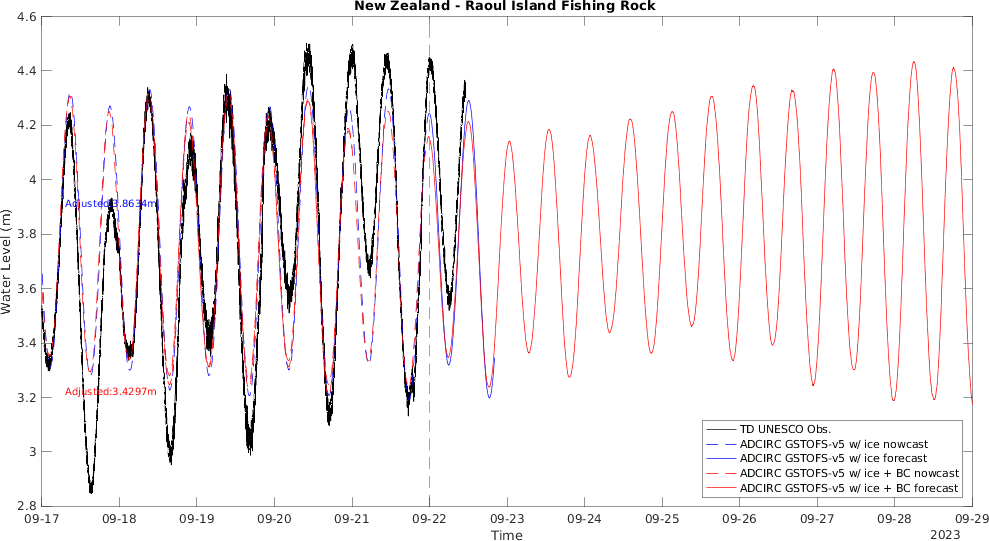 New Zealand - Raoul Island Fishing Rock
Water Level (m)
4.6
4.4
4.2
4
3.8
3.6
3.4
3.2
3
2.8
Adjusted:3.8634m
Adjusted:3.4297m
TD UNESCO Obs.
ADCIRC GSTOFS-v5 w/ ice nowcast
ADCIRC GSTOFS-v5 w/ ice forecast
ADCIRC GSTOFS-v5 w/ ice + BC nowcast
ADCIRC GSTOFS-v5 w/ ice + BC forecast
09-17 09-18 09-19 09-20 09-21 09-22 09-23 09-24 09-25 09-26 09-27 09-28 09-29
Time
2023